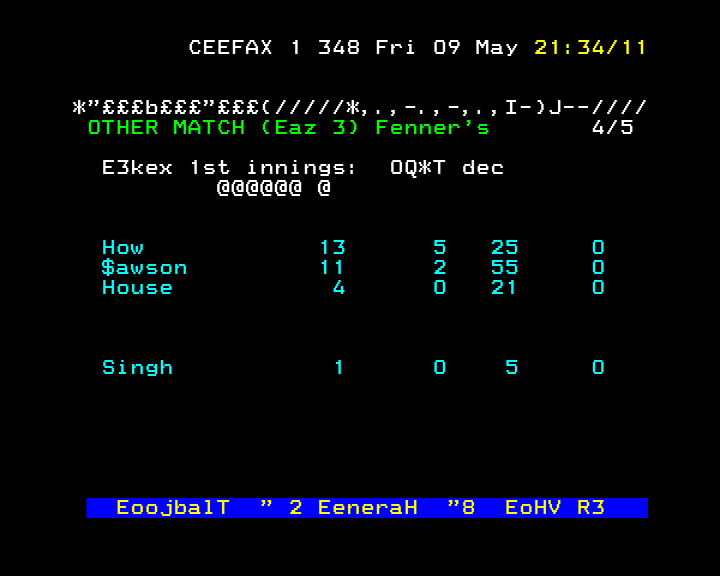 CEEFAX 1 348 Fri 09 May 21:34/11
*”£££b£££”£££(/////*,.,-.,-,.,I-)J--////
OTHER MATCH (Eaz 3) Fenner’s 4/5
E3kex 1st innings: OQ*T dec
@@@@@@ @
How 13 5 25 0
$awson 11 2 55 0
House 4 0 21 0
Singh 1 0 5 0
EoojbalT ” 2 EeneraH ”8 EoHV R3